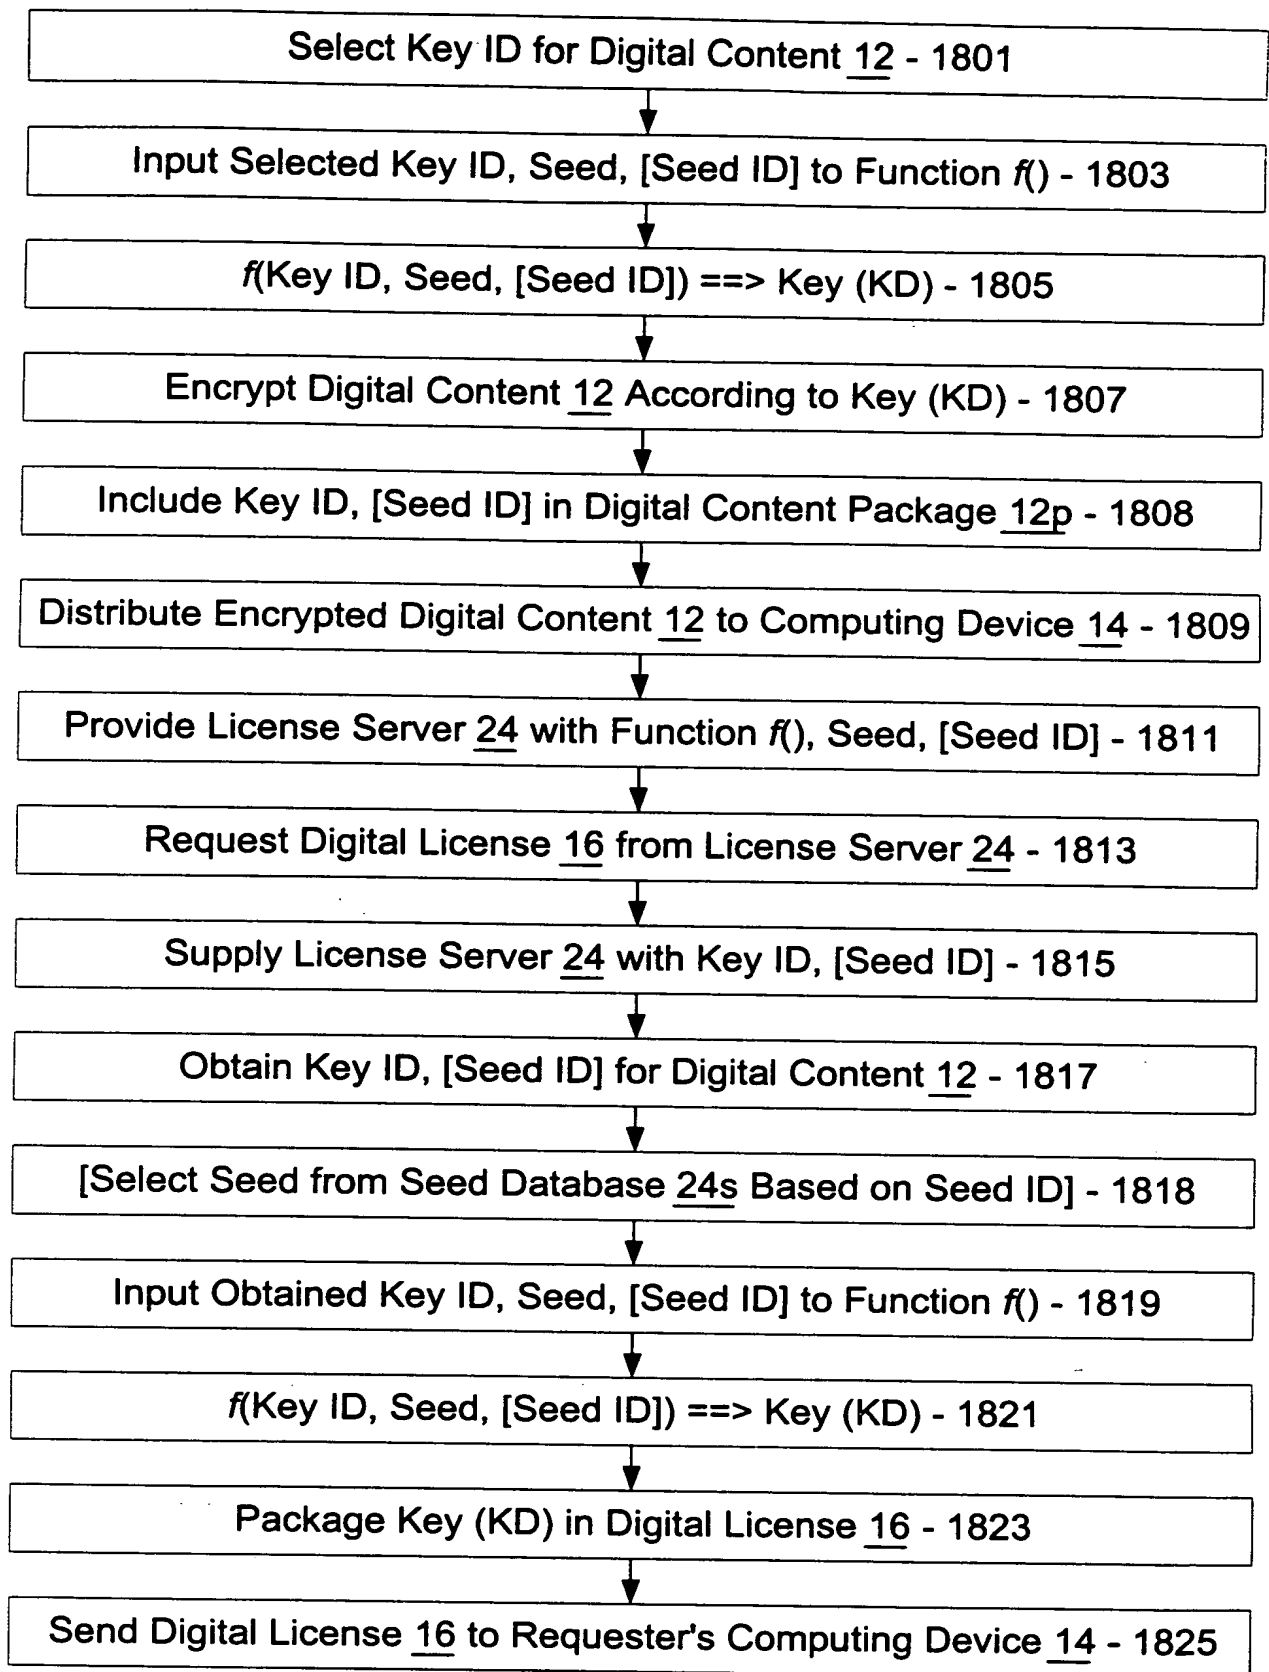 Select Key ID for Digital Content 12 - 1801
Input Selected Key ID, Seed, [Seed ID] to Function f() - 1803
f(Key ID, Seed, [Seed ID]) ==> Key (KD) - 1805
Encrypt Digital Content 12 According to Key (KD) - 1807
Include Key ID, [Seed ID] in Digital Content Package 12p - 1808
Distribute Encrypted Digital Content 12 to Computing Device 14 - 1809
Provide License Server 24 with Function f(), Seed, [Seed ID] - 1811
Request Digital License 16 from License Server 24 - 1813
Supply License Server 24 with Key ID, [Seed ID] - 1815
Obtain Key ID, [Seed ID] for Digital Content 12 - 1817
[Select Seed from Seed Database 24s Based on Seed ID] - 1818
Input Obtained Key ID, Seed, [Seed ID] to Function f() - 1819
f(Key ID, Seed, [Seed ID]) ==> Key (KD) - 1821
Package Key (KD) in Digital License 16 - 1823
Send Digital License 16 to Requester's Computing Device 14 - 1825